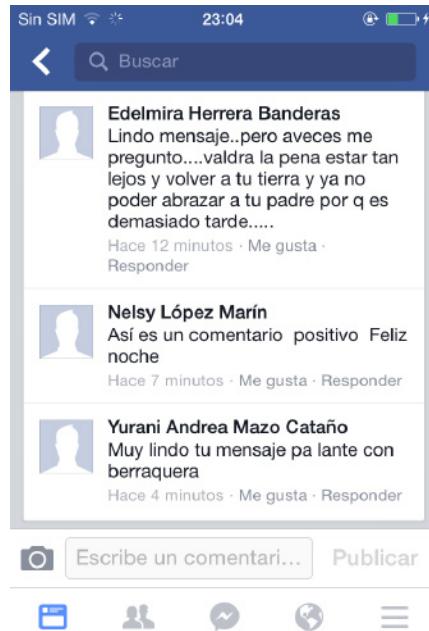 Sin SIM 23:04
Buscar
Edelmira Herrera Banderas
Lindo mensaje..pero aveces me
pregunto....valdra la pena estar tan
lejos y volver a tu tierra y ya no
poder abrazar a tu padre por q es
demasiado tarde.....
Hace 12 minutos · Me gusta ·
Responder
Nelsy López Marín
Así es un comentario positivo Feliz
noche
Hace 7 minutos · Me gusta · Responder
Yurani Andrea Mazo Cataño
Muy lindo tu mensaje pa lante con
berraquera
Hace 4 minutos · Me gusta · Responder
Escribe un comentari... Publicar